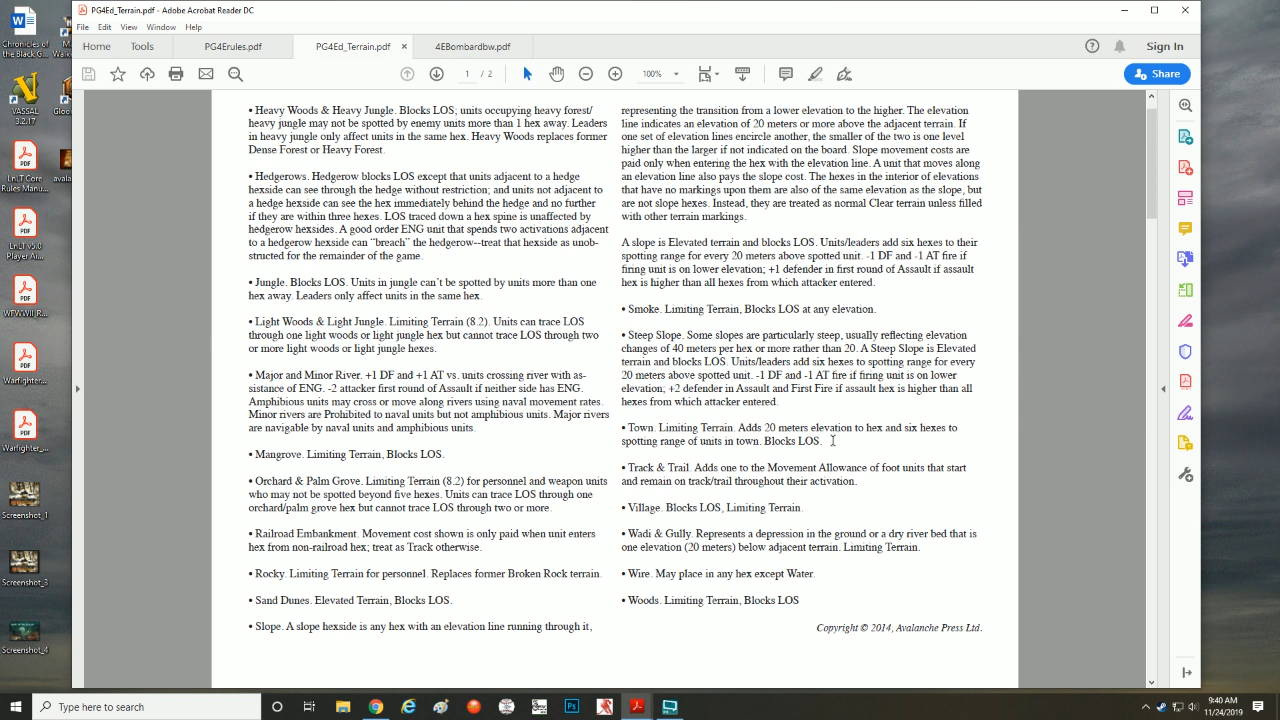 PG4Ed_Terrain.pdf - Adobe Acrobat Reader DC
File Edit View Window Help
Home Tools PG4Erules.pdf PG4Ed_Terrain.pdf × 4EBombardbw.pdf Sign In
1 / 2 100% Share
• Heavy Woods & Heavy Jungle. Blocks LOS; units occupying heavy forest/
heavy jungle may not be spotted by enemy units more than 1 hex away. Leaders
in heavy jungle only affect units in the same hex. Heavy Woods replaces former
Dense Forest or Heavy Forest.
• Hedgerows. Hedgerow blocks LOS except that units adjacent to a hedge
hexside can see through the hedge without restriction; and units not adjacent to
a hedge hexside can see the hex immediately behind the hedge and no further
if they are within three hexes. LOS traced down a hex spine is unaffected by
hedgerow hexsides. A good order ENG unit that spends two activations adjacent
to a hedgerow hexside can “breach” the hedgerow--treat that hexside as unob-
structed for the remainder of the game.
• Jungle. Blocks LOS. Units in jungle can’t be spotted by units more than one
hex away. Leaders only affect units in the same hex.
• Light Woods & Light Jungle. Limiting Terrain (8.2). Units can trace LOS
through one light woods or light jungle hex but cannot trace LOS through two
or more light woods or light jungle hexes.
• Major and Minor River. +1 DF and +1 AT vs. units crossing river with as-
sistance of ENG. -2 attacker first round of Assault if neither side has ENG.
Amphibious units may cross or move along rivers using naval movement rates.
Minor rivers are Prohibited to naval units but not amphibious units. Major rivers
are navigable by naval units and amphibious units.
• Mangrove. Limiting Terrain, Blocks LOS.
• Orchard & Palm Grove. Limiting Terrain (8.2) for personnel and weapon units
who may not be spotted beyond five hexes. Units can trace LOS through one
orchard/palm grove hex but cannot trace LOS through two or more.
• Railroad Embankment. Movement cost shown is only paid when unit enters
hex from non-railroad hex; treat as Track otherwise.
• Rocky. Limiting Terrain for personnel. Replaces former Broken Rock terrain.
• Sand Dunes. Elevated Terrain, Blocks LOS.
• Slope. A slope hexside is any hex with an elevation line running through it,
representing the transition from a lower elevation to the higher. The elevation
line indicates an elevation of 20 meters or more above the adjacent terrain. If
one set of elevation lines encircle another, the smaller of the two is one level
higher than the larger if not indicated on the board. Slope movement costs are
paid only when entering the hex with the elevation line. A unit that moves along
an elevation line also pays the slope cost. The hexes in the interior of elevations
that have no markings upon them are also of the same elevation as the slope, but
are not slope hexes. Instead, they are treated as normal Clear terrain unless filled
with other terrain markings.
A slope is Elevated terrain and blocks LOS. Units/leaders add six hexes to their
spotting range for every 20 meters above spotted unit. -1 DF and -1 AT fire if
firing unit is on lower elevation; +1 defender in first round of Assault if assault
hex is higher than all hexes from which attacker entered.
• Smoke. Limiting Terrain, Blocks LOS at any elevation.
• Steep Slope. Some slopes are particularly steep, usually reflecting elevation
changes of 40 meters per hex or more rather than 20. A Steep Slope is Elevated
terrain and blocks LOS. Units/leaders add six hexes to spotting range for every
20 meters above spotted unit. -1 DF and -1 AT fire if firing unit is on lower
elevation; +2 defender in Assault and First Fire if assault hex is higher than all
hexes from which attacker entered.
• Town. Limiting Terrain. Adds 20 meters elevation to hex and six hexes to
spotting range of units in town. Blocks LOS.
• Track & Trail. Adds one to the Movement Allowance of foot units that start
and remain on track/trail throughout their activation.
• Village. Blocks LOS, Limiting Terrain.
• Wadi & Gully. Represents a depression in the ground or a dry river bed that is
one elevation (20 meters) below adjacent terrain. Limiting Terrain.
• Wire. May place in any hex except Water.
• Woods. Limiting Terrain, Blocks LOS
Copyright © 2014, Avalanche Press Ltd.
Chronicles of
the Black G...
VASSAL
3.2.17
LnLT Core
Rules Manu...
LnLT v5.0
Player Ai...
WFWWII_R...
Warfighter...
Warfighter_...
Screenshot_1
Screenshot_3
Screenshot_4
Type here to search
9:40 AM
11/24/2019